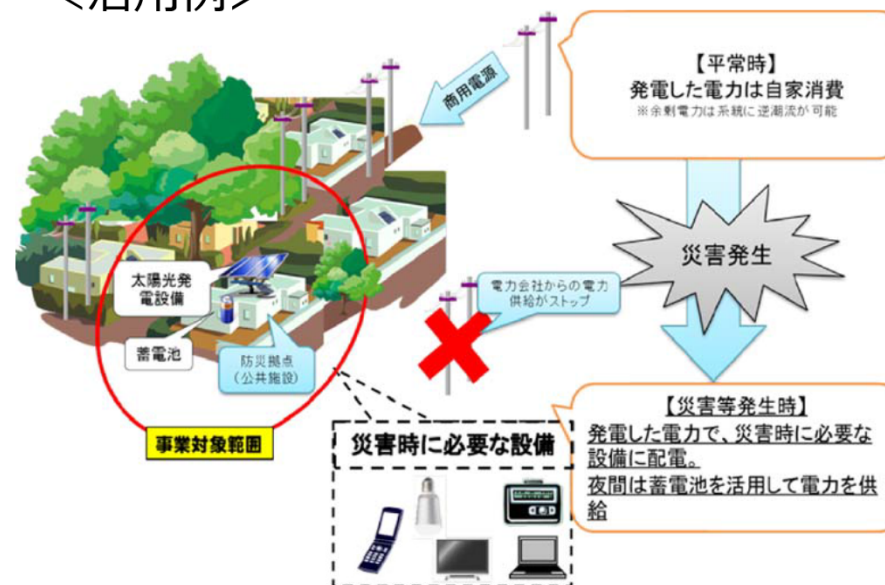 ＜活用例＞
商用電源
【平常時】
発電した電力は自家消費
※余剰電力は系統に逆潮流が可能
災害発生
太陽光発
電設備
蓄電池
防災拠点
（公共施設）
電力会社からの電力
供給がストップ
事業対象範囲
災害時に必要な設備
【災害等発生時】
発電した電力で、災害時に必要な
設備に配電。
夜間は蓄電池を活用して電力を供
給